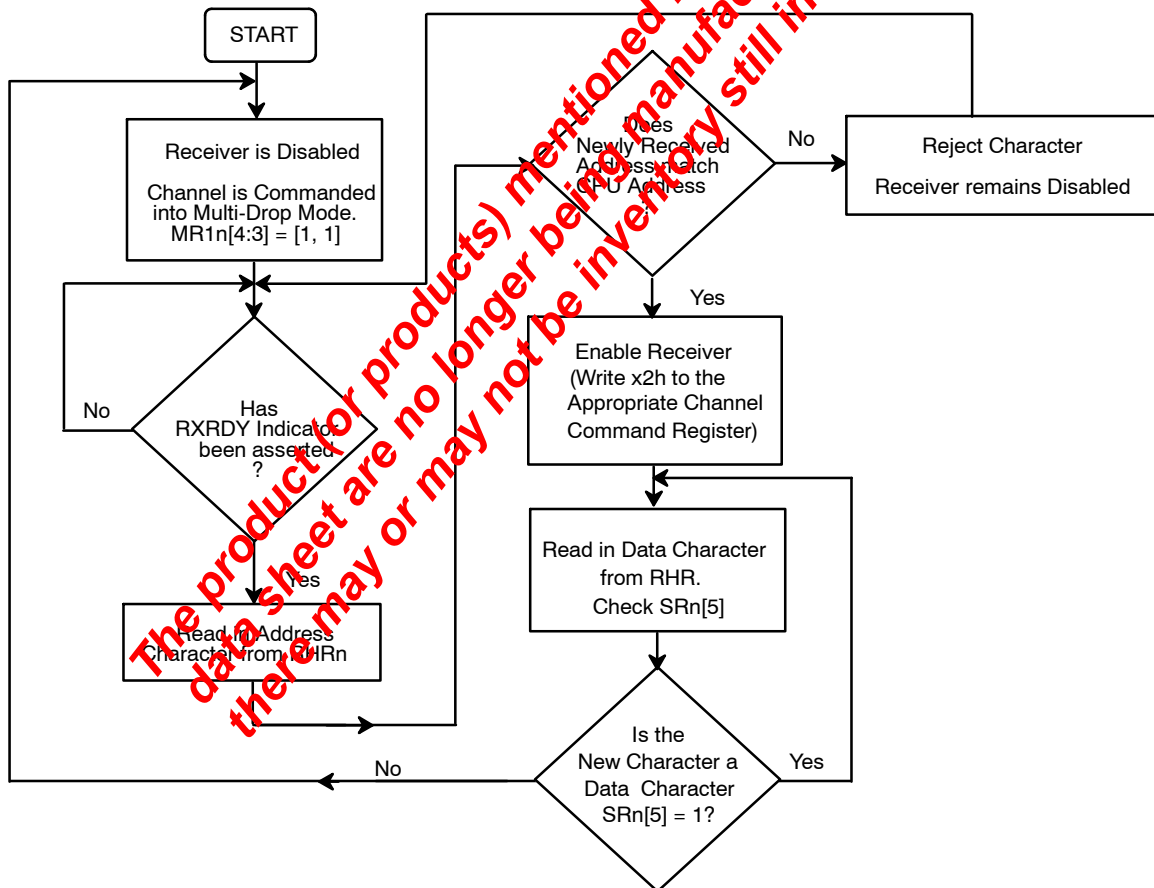 START
Receiver is Disabled
Channel is Commanded
into Multi-Drop Mode.
MR1n[4:3] = [1, 1]
No
Has
RXRDY Indicator
been asserted
?
Yes
Read in Address
Character from RHRn
Does
Newly Received
Address match
CPU Address
?
No
Reject Character
Receiver remains Disabled
Yes
Enable Receiver
(Write x2h to the
Appropriate Channel
Command Register)
Read in Data Character
from RHR.
Check SRn[5]
Is the
New Character a
Data Character
SRn[5] = 1?
Yes
No
The product (or products) mentioned
data sheet are no longer being
there may or may not be inventory still